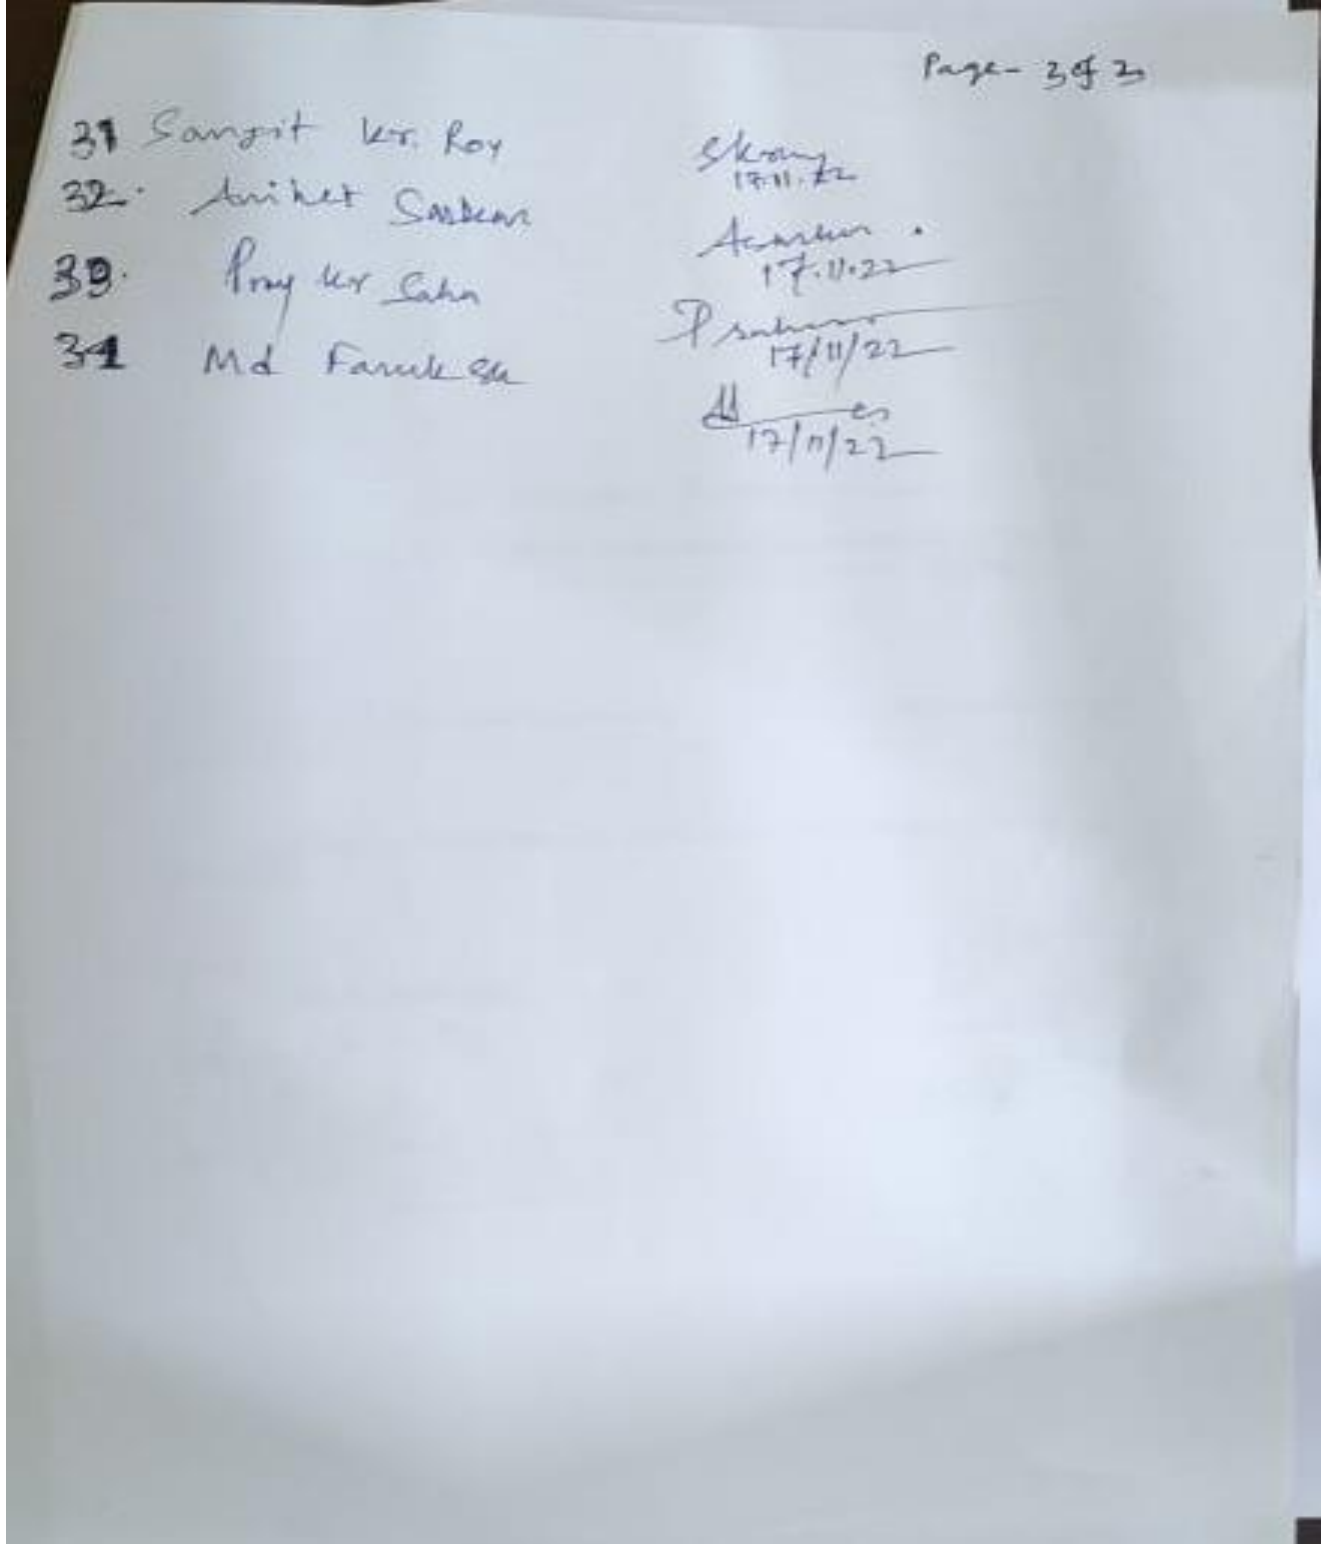 Page- 3 of 3
31 Sangit kr. Roy
32. Aniket Sarkar
17.11.22
33. kr Saha
17.11.22
34 Md Faruk Sk
17/11/22
17/11/22